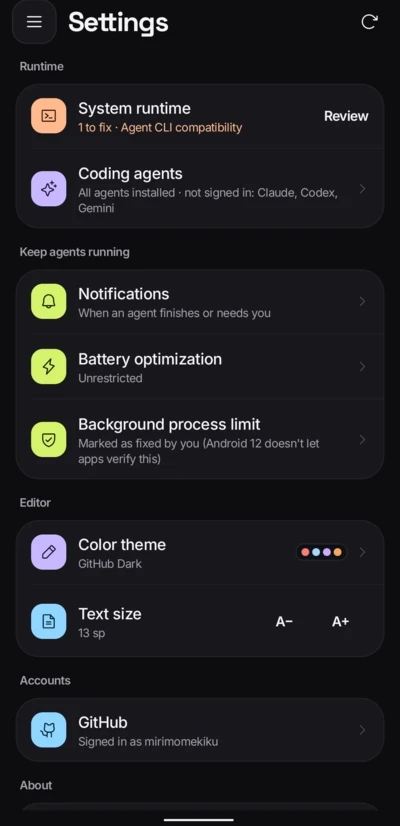 Settings
Runtime
System runtime
1 to fix · Agent CLI compatibility
Review
Coding agents
All agents installed · not signed in: Claude, Codex,
Gemini
Keep agents running
Notifications
When an agent finishes or needs you
Battery optimization
Unrestricted
Background process limit
Marked as fixed by you (Android 12 doesn't let
apps verify this)
Editor
Color theme
GitHub Dark
Text size
13 sp
A−
A+
Accounts
GitHub
Signed in as mirimomekiku
About